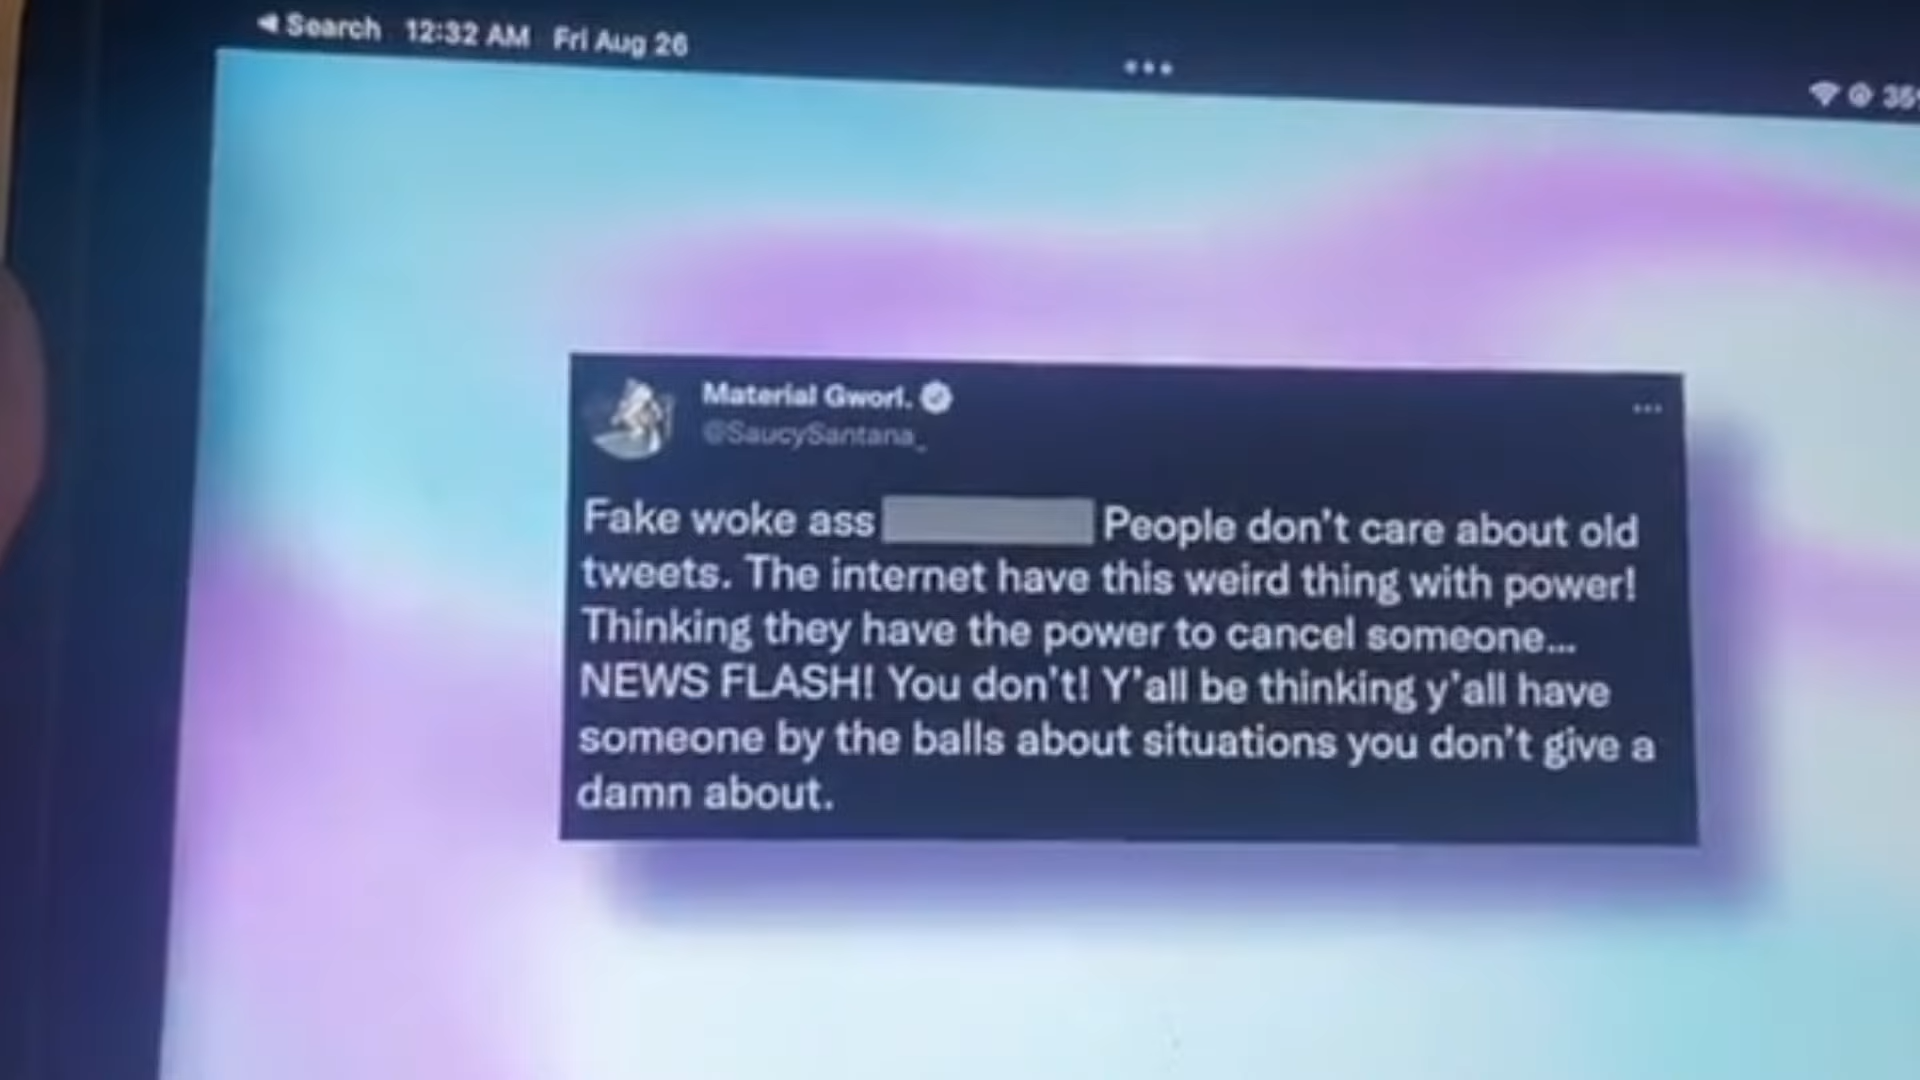 Search 12:32 AM Fri Aug 26
Material Gworl.
@SaucySantana_
Fake woke ass People don't care about old
tweets. The internet have this weird thing with power!
Thinking they have the power to cancel someone...
NEWS FLASH! You don't! Y'all be thinking y'all have
someone by the balls about situations you don't give a
damn about.